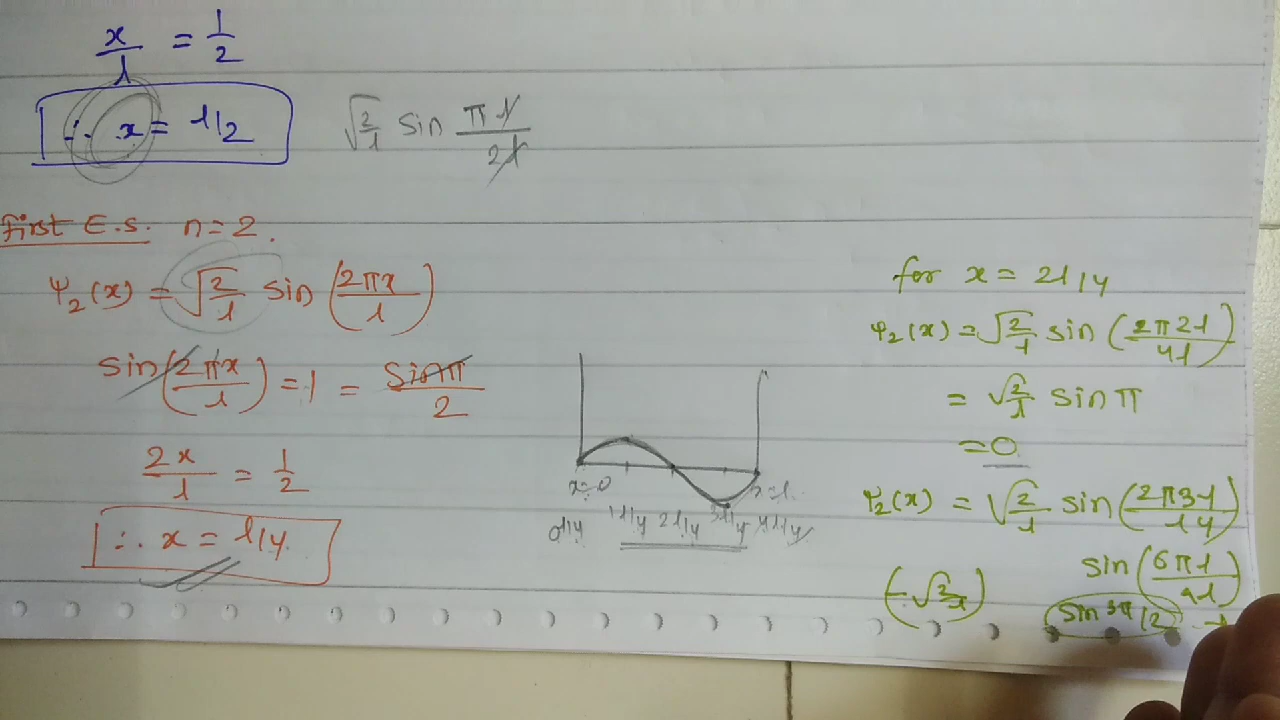 x/l = 1/2
∴ x = l/2
√2/l sin πl/2l
First E.S. n = 2.
ψ₂(x) = √2/l sin (2πx/l)
sin (2πx/l) = 1 = sin π/2
2x/l = 1/2
∴ x = l/4
x=0
x=l
0l/4 1l/4 2l/4 3l/4 4l/4
for x = 2l/4
ψ₂(x) = √2/l sin (2π2l/4l)
= √2/l sin π
= 0
ψ₂(x) = √2/l sin (2π3l/l4)
sin (6πl/4l)
(-√2/l)
sin 3π/2